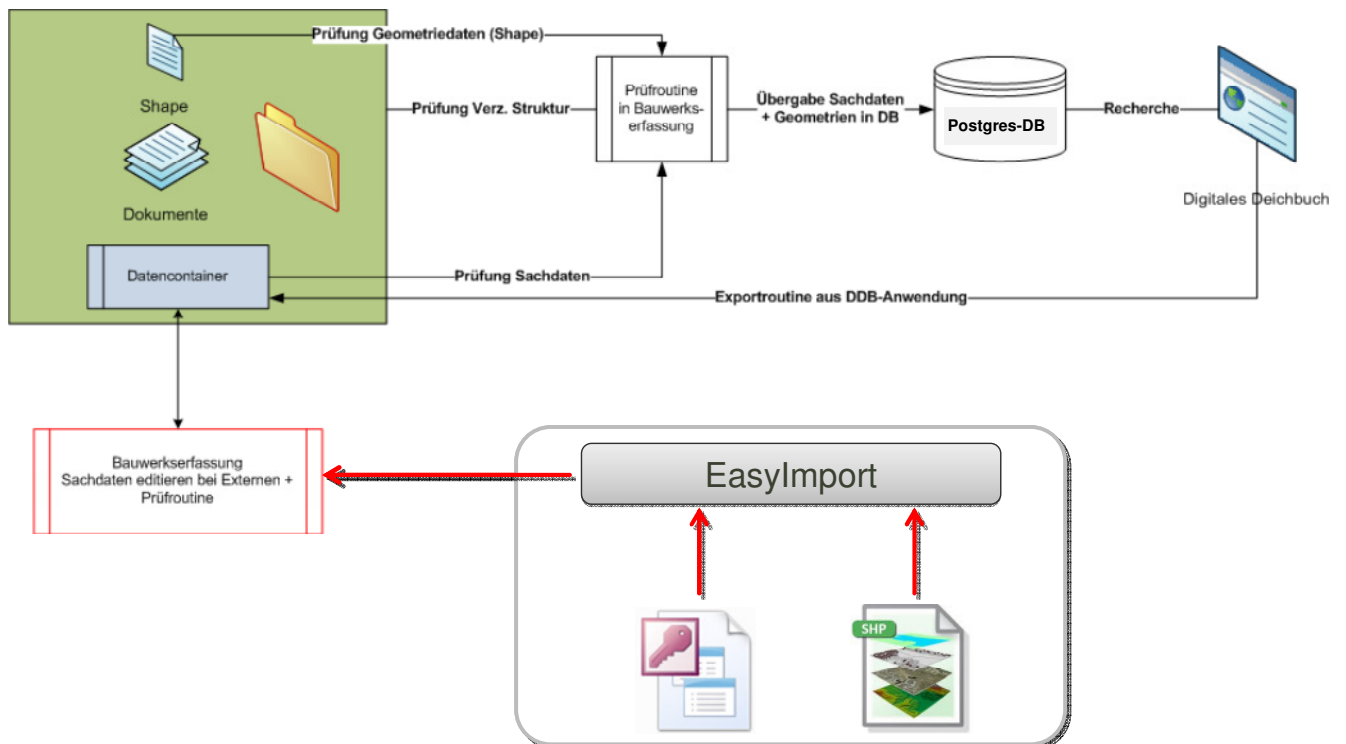 Prüfung Geometriedaten (Shape)
Shape
Prüfung Verz. Struktur
Prüfroutine
in Bauwerks-
erfassung
Übergabe Sachdaten
+ Geometrien in DB
Postgres-DB
Recherche
Digitales Deichbuch
Dokumente
Datencontainer
Prüfung Sachdaten
Exportroutine aus DDB-Anwendung
Bauwerkserfassung
Sachdaten editieren bei Externen +
Prüfroutine
EasyImport
SHP